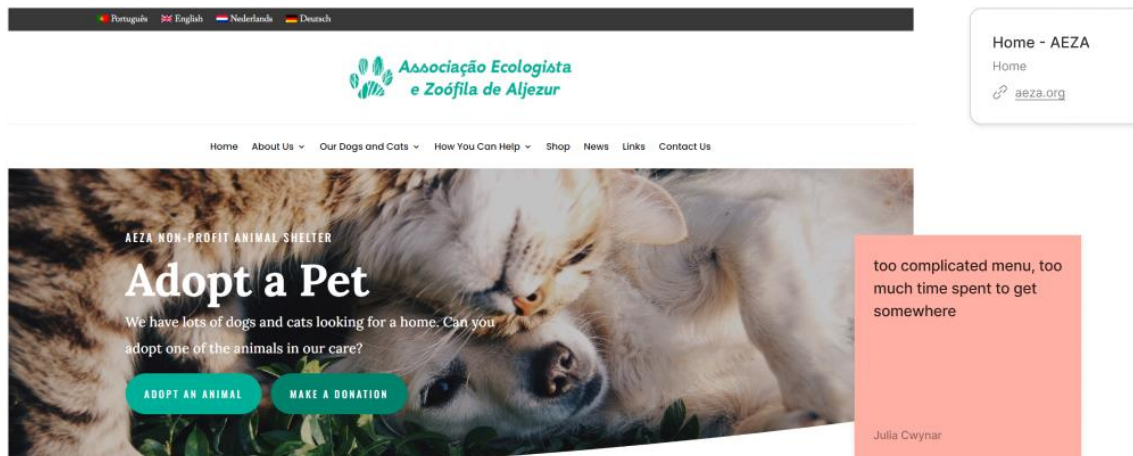 Português English Nederlands Deutsch
Associação Ecologista
e Zoófila de Aljezur
Home About Us Our Dogs and Cats How You Can Help Shop News Links Contact Us
AEZA NON-PROFIT ANIMAL SHELTER
Adopt a Pet
We have lots of dogs and cats looking for a home. Can you
adopt one of the animals in our care?
ADOPT AN ANIMAL MAKE A DONATION
Home - AEZA
Home
aeza.org
too complicated menu, too
much time spent to get
somewhere
Julia Cwynar